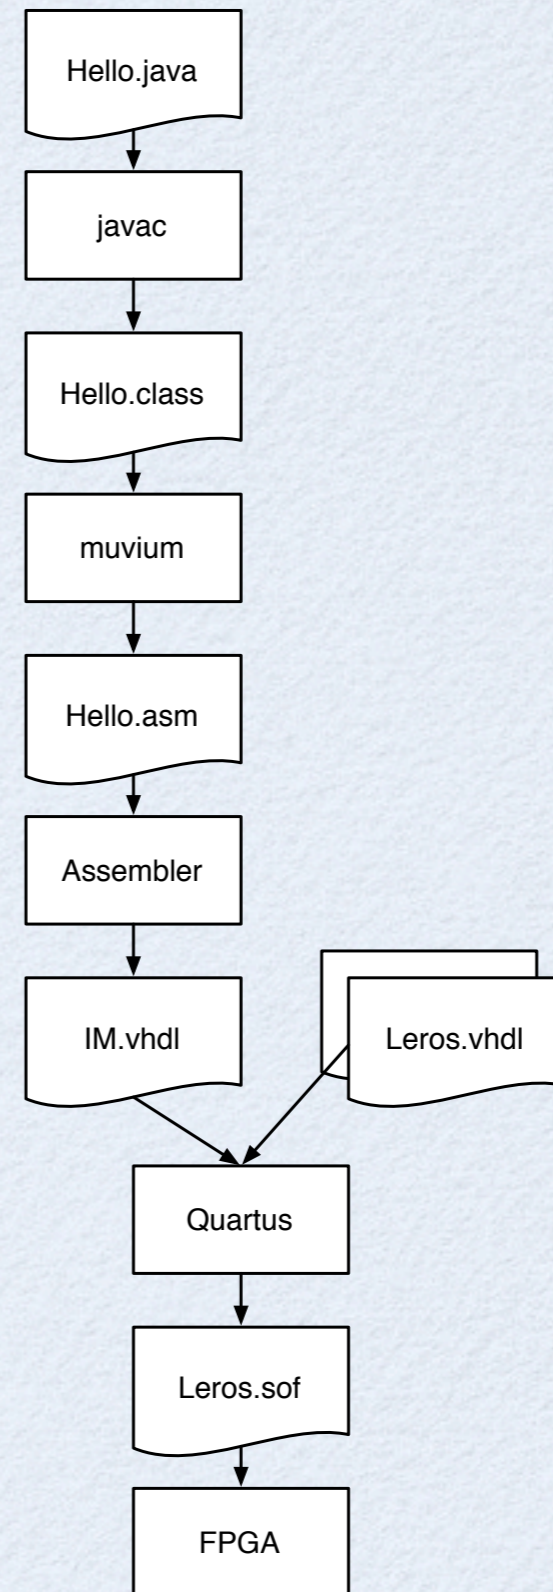 Hello.java
javac
Hello.class
muvium
Hello.asm
Assembler
IM.vhdl
Leros.vhdl
Quartus
Leros.sof
FPGA